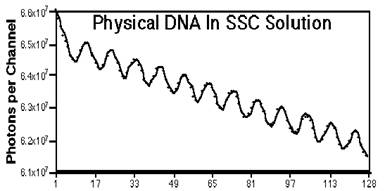 Physical DNA In SSC Solution
Photons per Channel
6.8x10⁷
6.5x10⁷
6.4x10⁷
6.3x10⁷
6.2x10⁷
6.1x10⁷
1 17 33 49 65 81 97 113 128